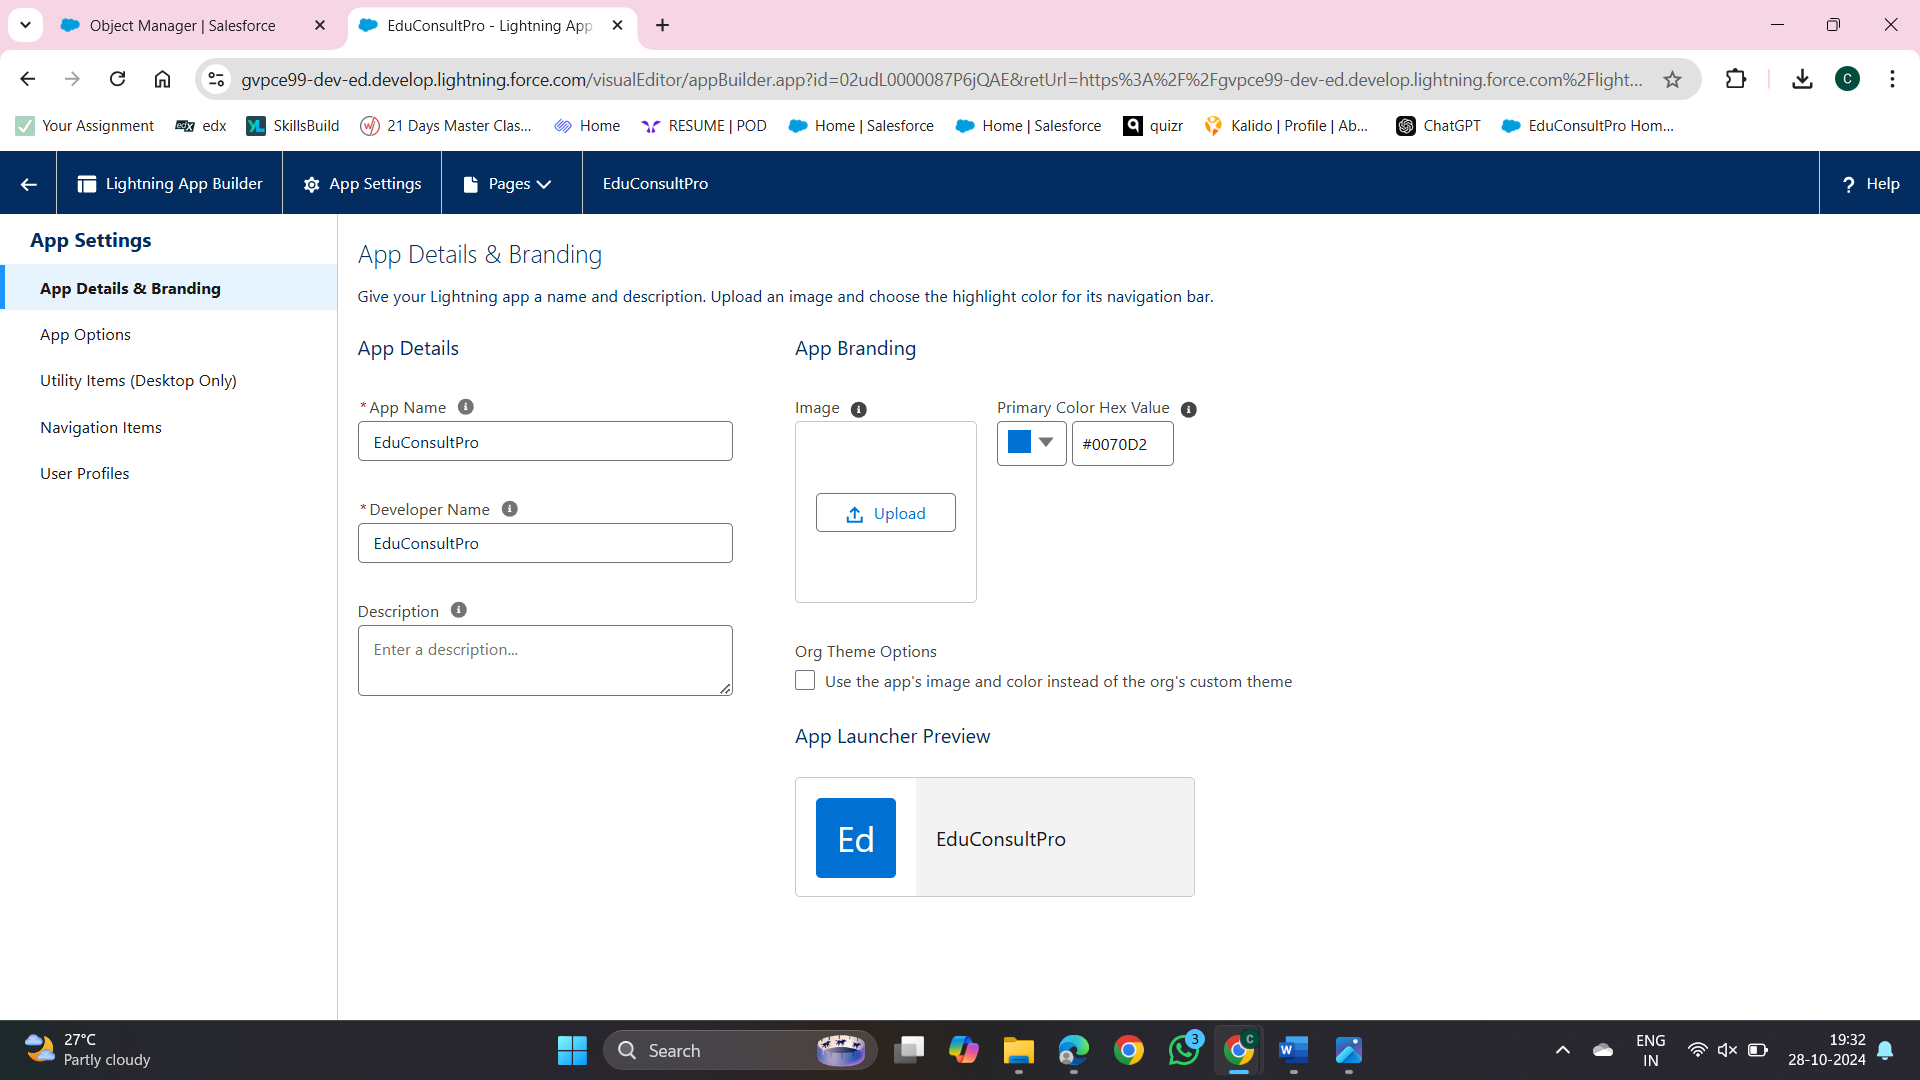 Object Manager | Salesforce
EduConsultPro - Lightning App
gvpce99-dev-ed.develop.lightning.force.com/visualEditor/appBuilder.app?id=02udL0000087P6jQAE&retUrl=https%3A%2F%2Fgvpce99-dev-ed.develop.lightning.force.com%2Flight...
C
Your Assignment
edX edx
XL SkillsBuild
21 Days Master Clas...
Home
RESUME | POD
Home | Salesforce
Home | Salesforce
quizr
Kalido | Profile | Ab...
ChatGPT
EduConsultPro Hom...
Lightning App Builder
App Settings
Pages
EduConsultPro
? Help
App Settings
App Details & Branding
App Options
Utility Items (Desktop Only)
Navigation Items
User Profiles
App Details & Branding
Give your Lightning app a name and description. Upload an image and choose the highlight color for its navigation bar.
App Details
* App Name
EduConsultPro
* Developer Name
EduConsultPro
Description
Enter a description...
App Branding
Image
Upload
Primary Color Hex Value
#0070D2
Org Theme Options
Use the app's image and color instead of the org's custom theme
App Launcher Preview
Ed
EduConsultPro
27°C
Partly cloudy
Search
3
C
W
ENG
IN
19:32
28-10-2024